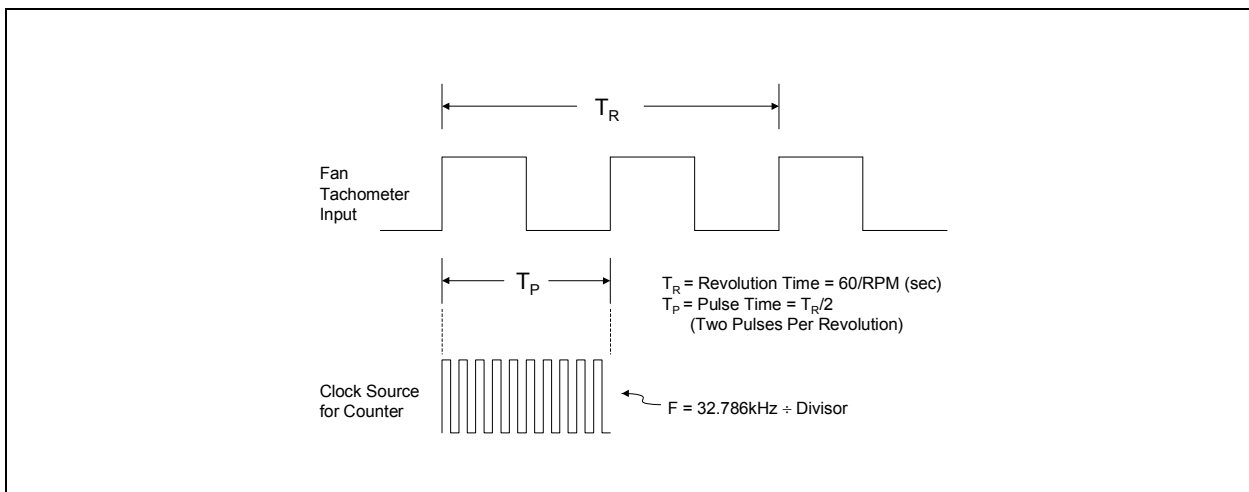 T_R
Fan
Tachometer
Input
T_P
T_R = Revolution Time = 60/RPM (sec)
T_P = Pulse Time = T_R/2
(Two Pulses Per Revolution)
Clock Source
for Counter
F = 32.786kHz ÷ Divisor